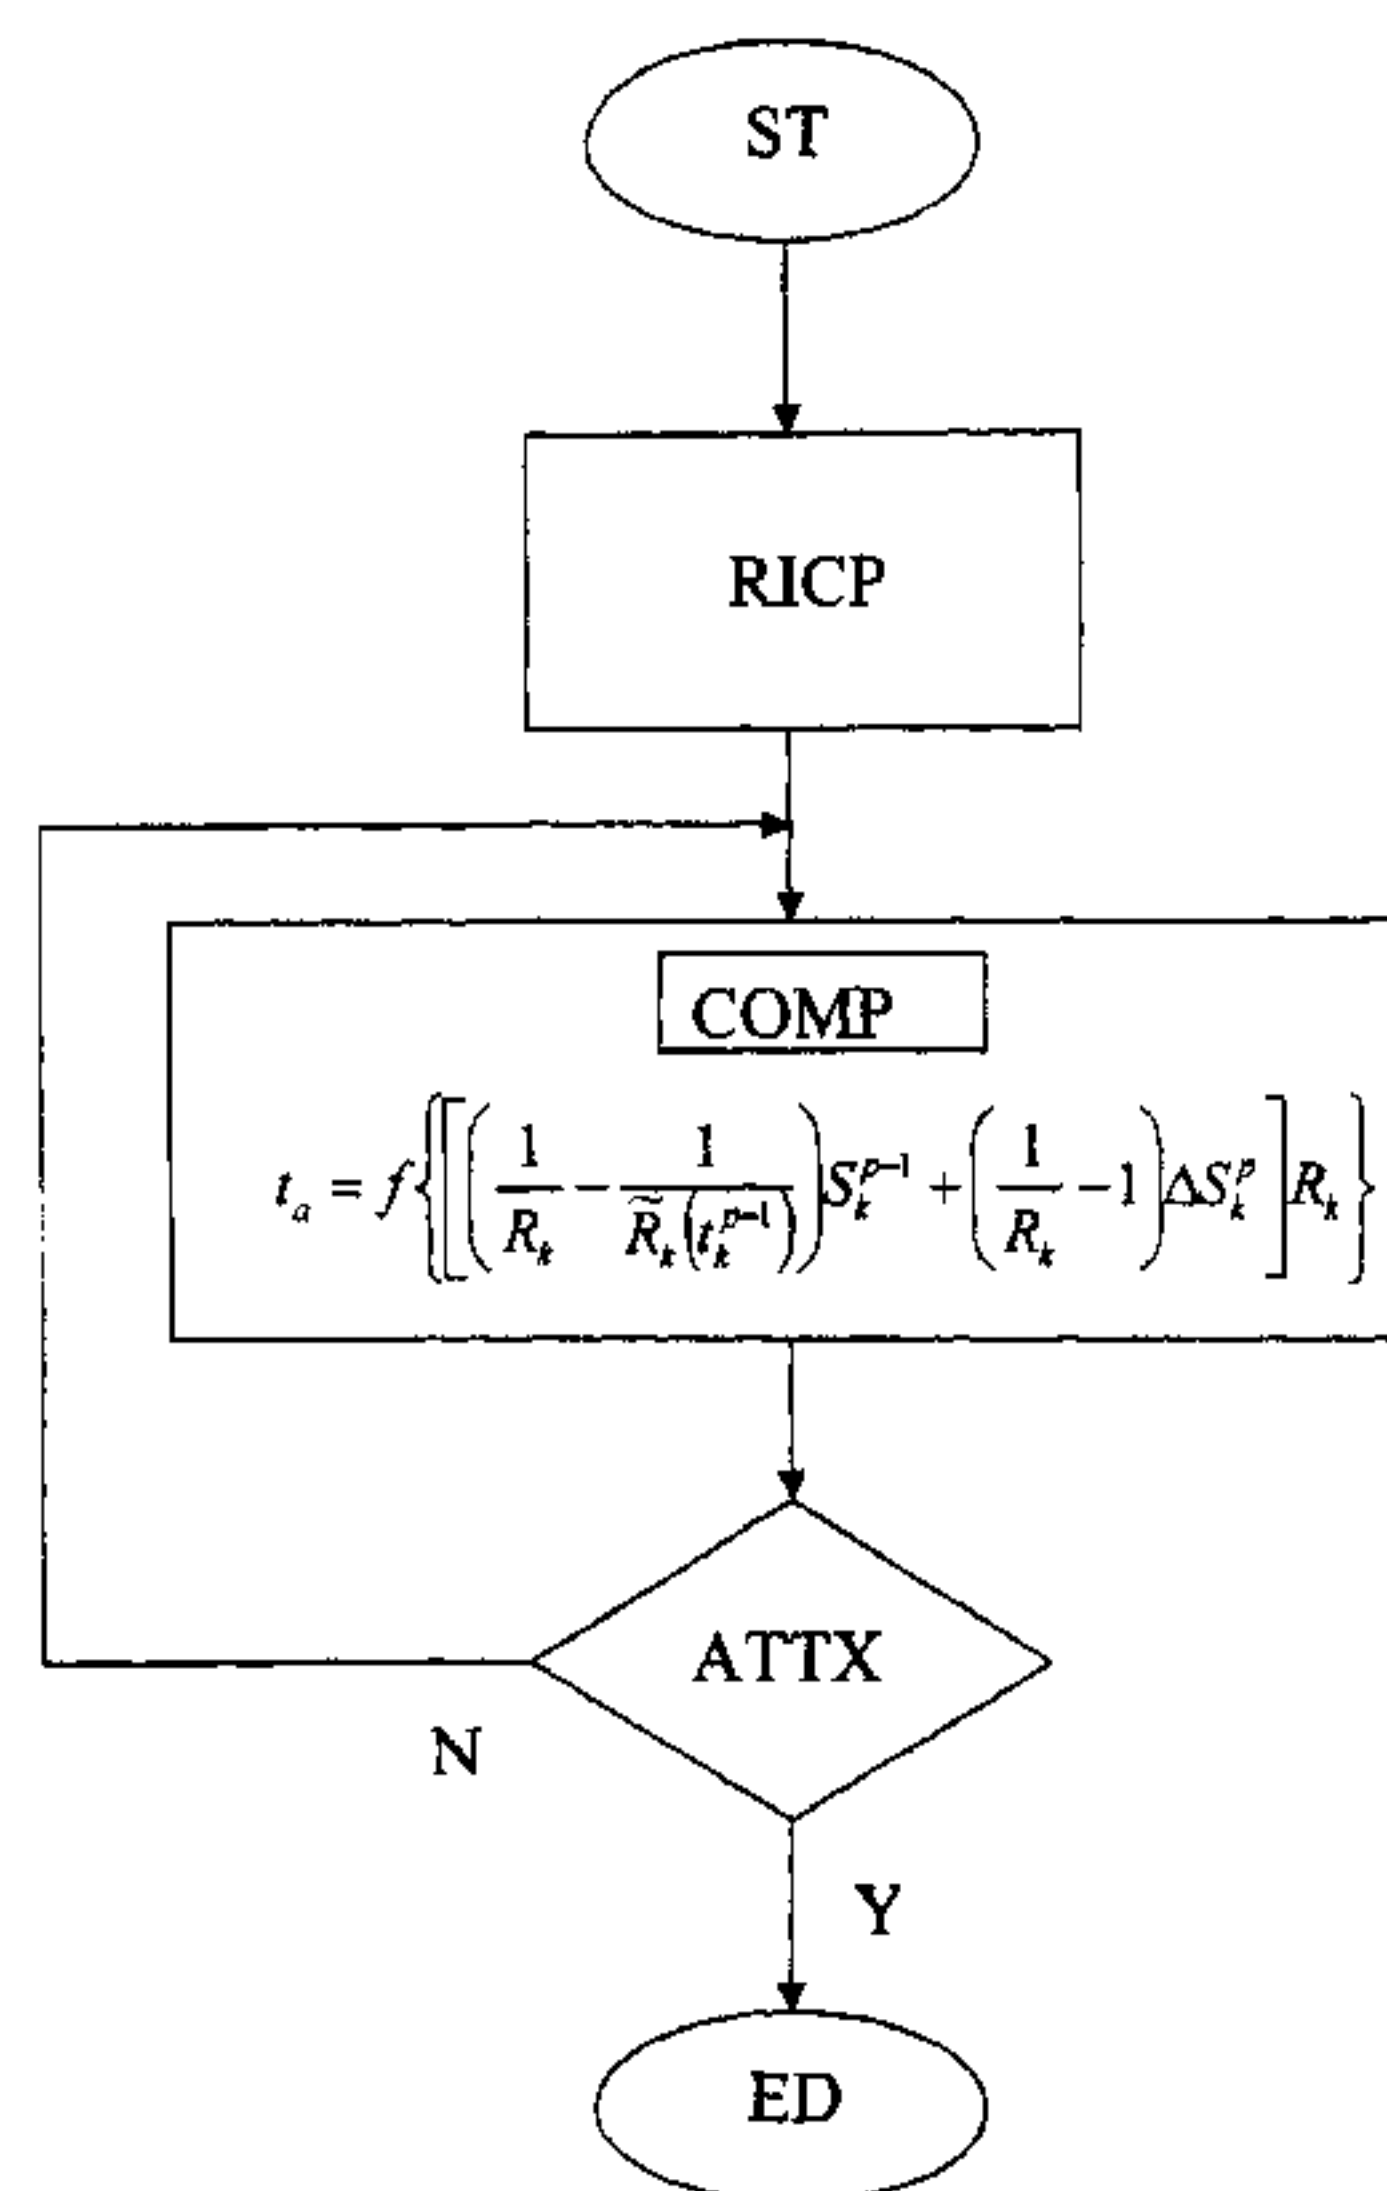 ST
RICP
COMP
t_a = f{[(1/R_k − 1/R̃_k(t_k^{p−1}))S_k^{p−1} + (1/R_k − 1)ΔS_k^p]R_k}
ATTX
N
Y
ED